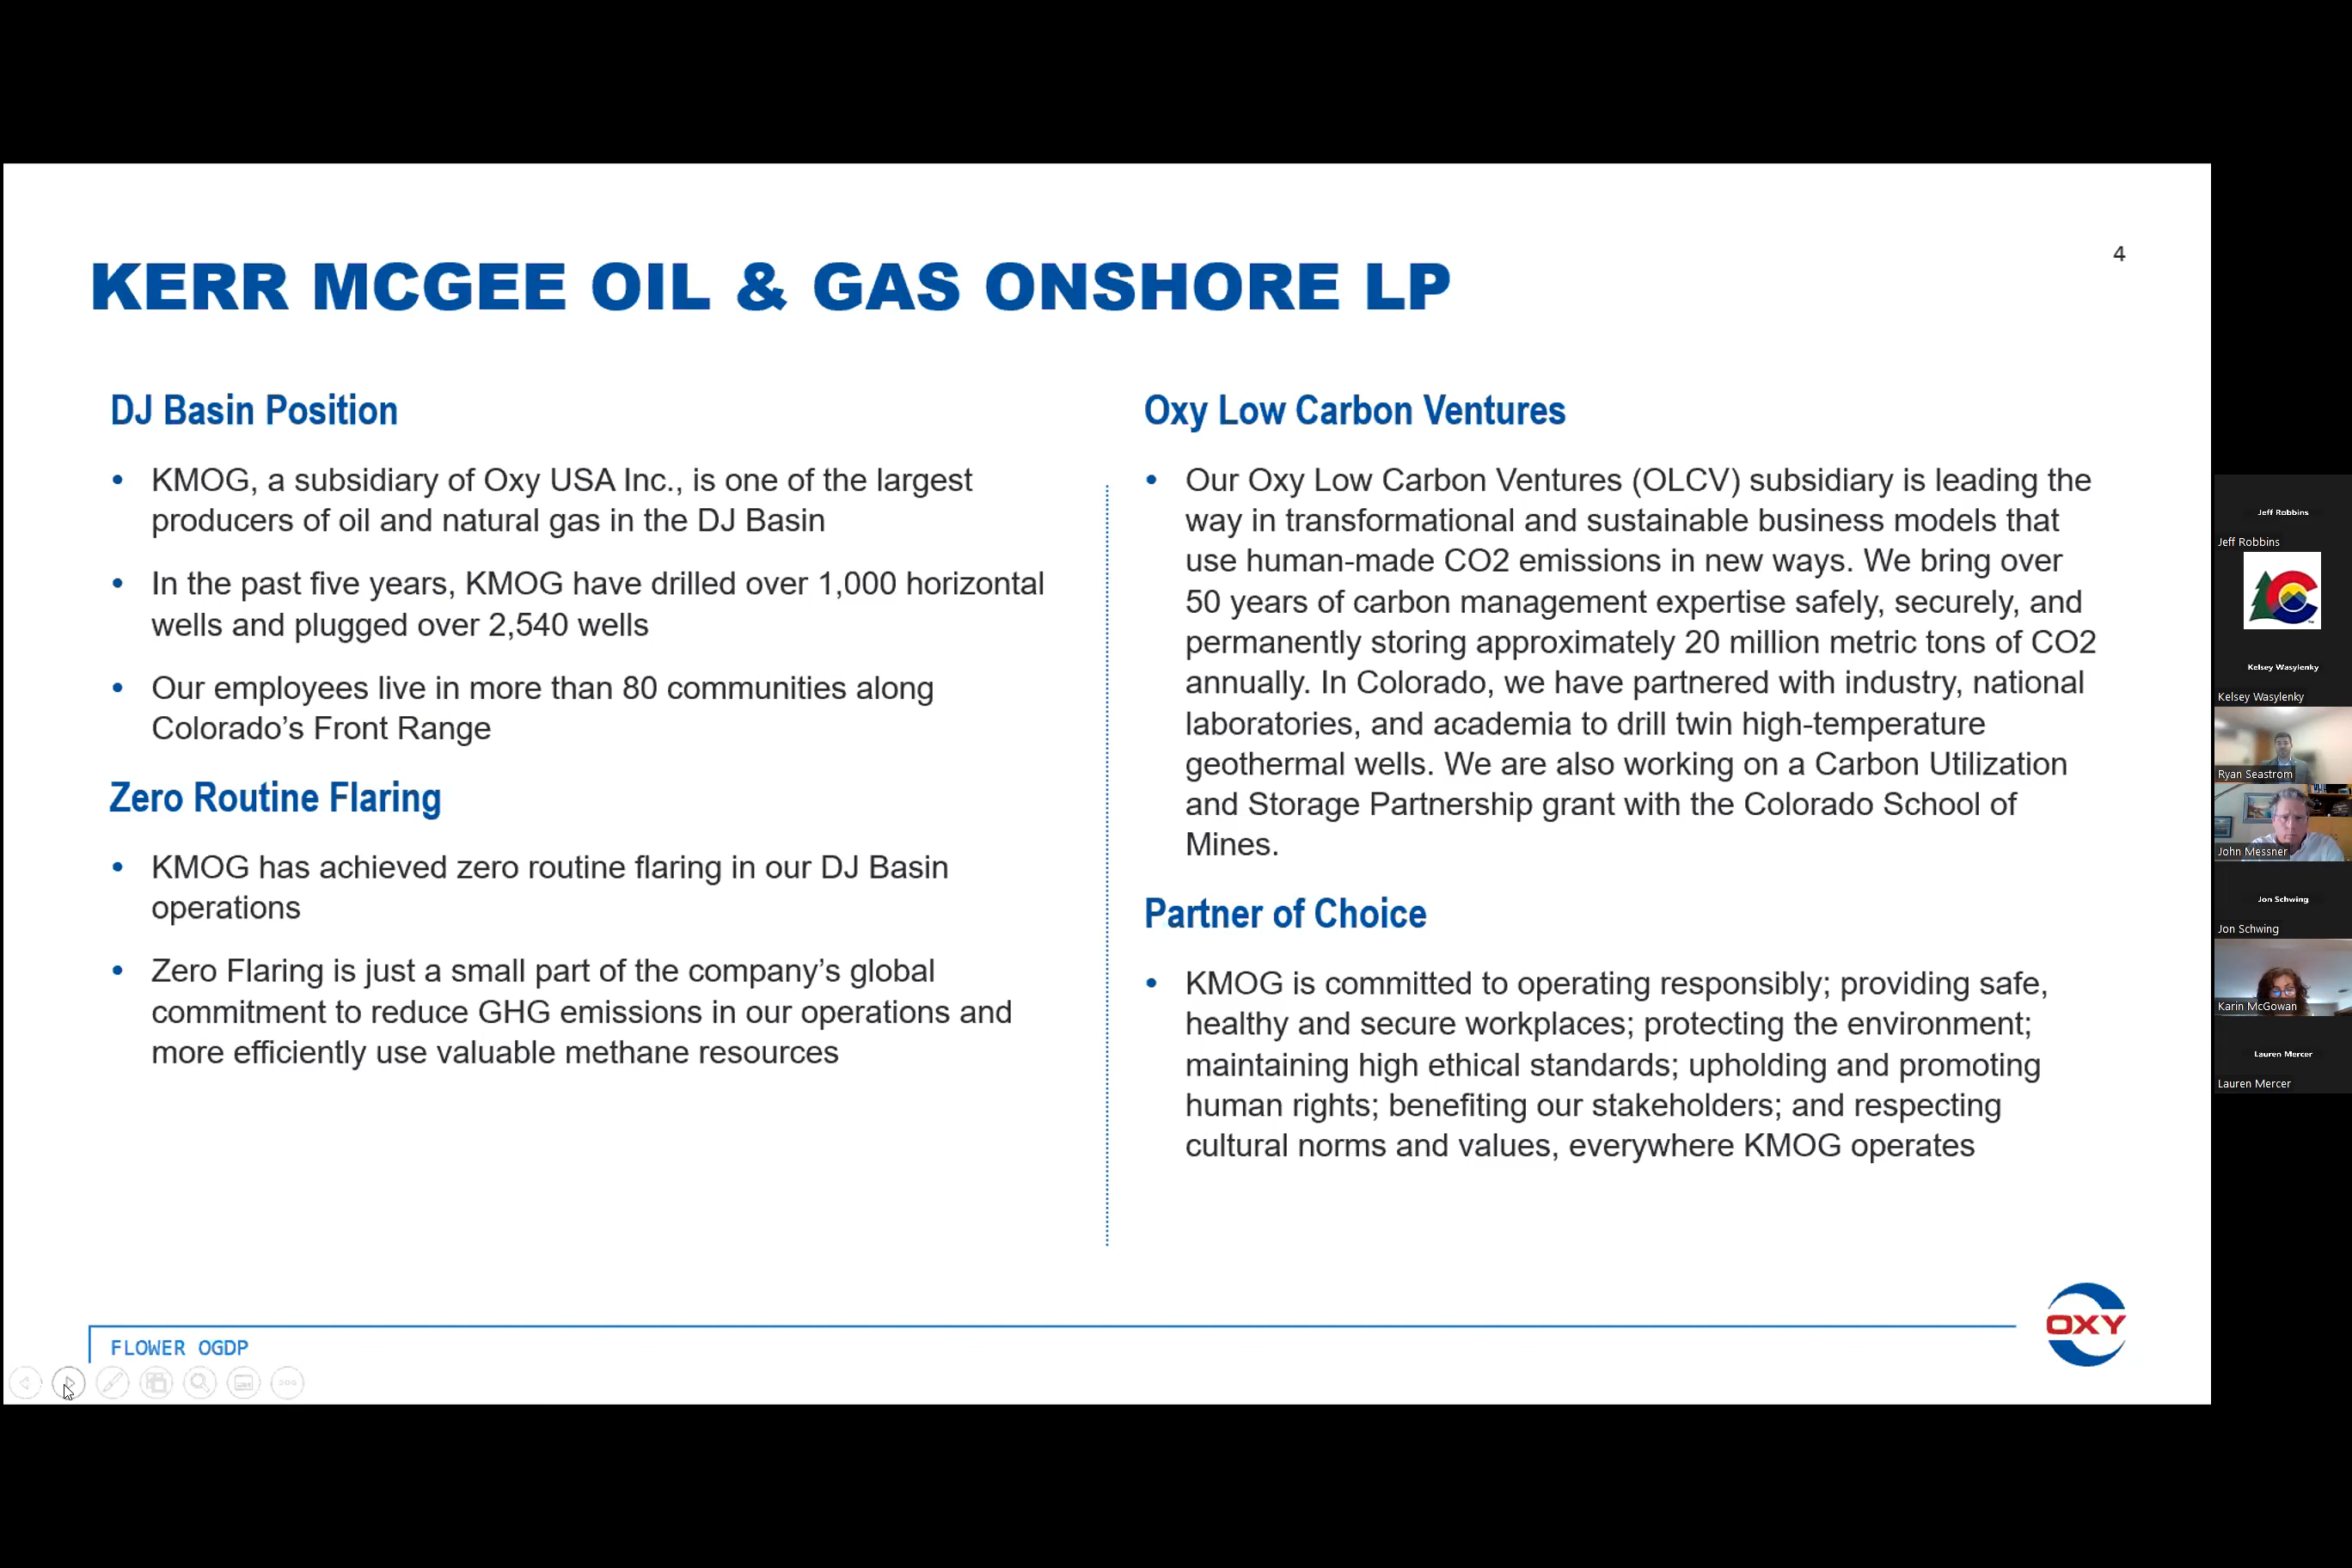 KERR MCGEE OIL & GAS ONSHORE LP
4
DJ Basin Position
• KMOG, a subsidiary of Oxy USA Inc., is one of the largest
producers of oil and natural gas in the DJ Basin
• In the past five years, KMOG have drilled over 1,000 horizontal
wells and plugged over 2,540 wells
• Our employees live in more than 80 communities along
Colorado’s Front Range
Zero Routine Flaring
• KMOG has achieved zero routine flaring in our DJ Basin
operations
• Zero Flaring is just a small part of the company’s global
commitment to reduce GHG emissions in our operations and
more efficiently use valuable methane resources
Oxy Low Carbon Ventures
• Our Oxy Low Carbon Ventures (OLCV) subsidiary is leading the
way in transformational and sustainable business models that
use human-made CO2 emissions in new ways. We bring over
50 years of carbon management expertise safely, securely, and
permanently storing approximately 20 million metric tons of CO2
annually. In Colorado, we have partnered with industry, national
laboratories, and academia to drill twin high-temperature
geothermal wells. We are also working on a Carbon Utilization
and Storage Partnership grant with the Colorado School of
Mines.
Partner of Choice
• KMOG is committed to operating responsibly; providing safe,
healthy and secure workplaces; protecting the environment;
maintaining high ethical standards; upholding and promoting
human rights; benefiting our stakeholders; and respecting
cultural norms and values, everywhere KMOG operates
FLOWER OGDP
OXY
Jeff Robbins
Jeff Robbins
Kelsey Wasylenky
Kelsey Wasylenky
Ryan Seastrom
John Messner
Jon Schwing
Jon Schwing
Karin McGowan
Lauren Mercer
Lauren Mercer